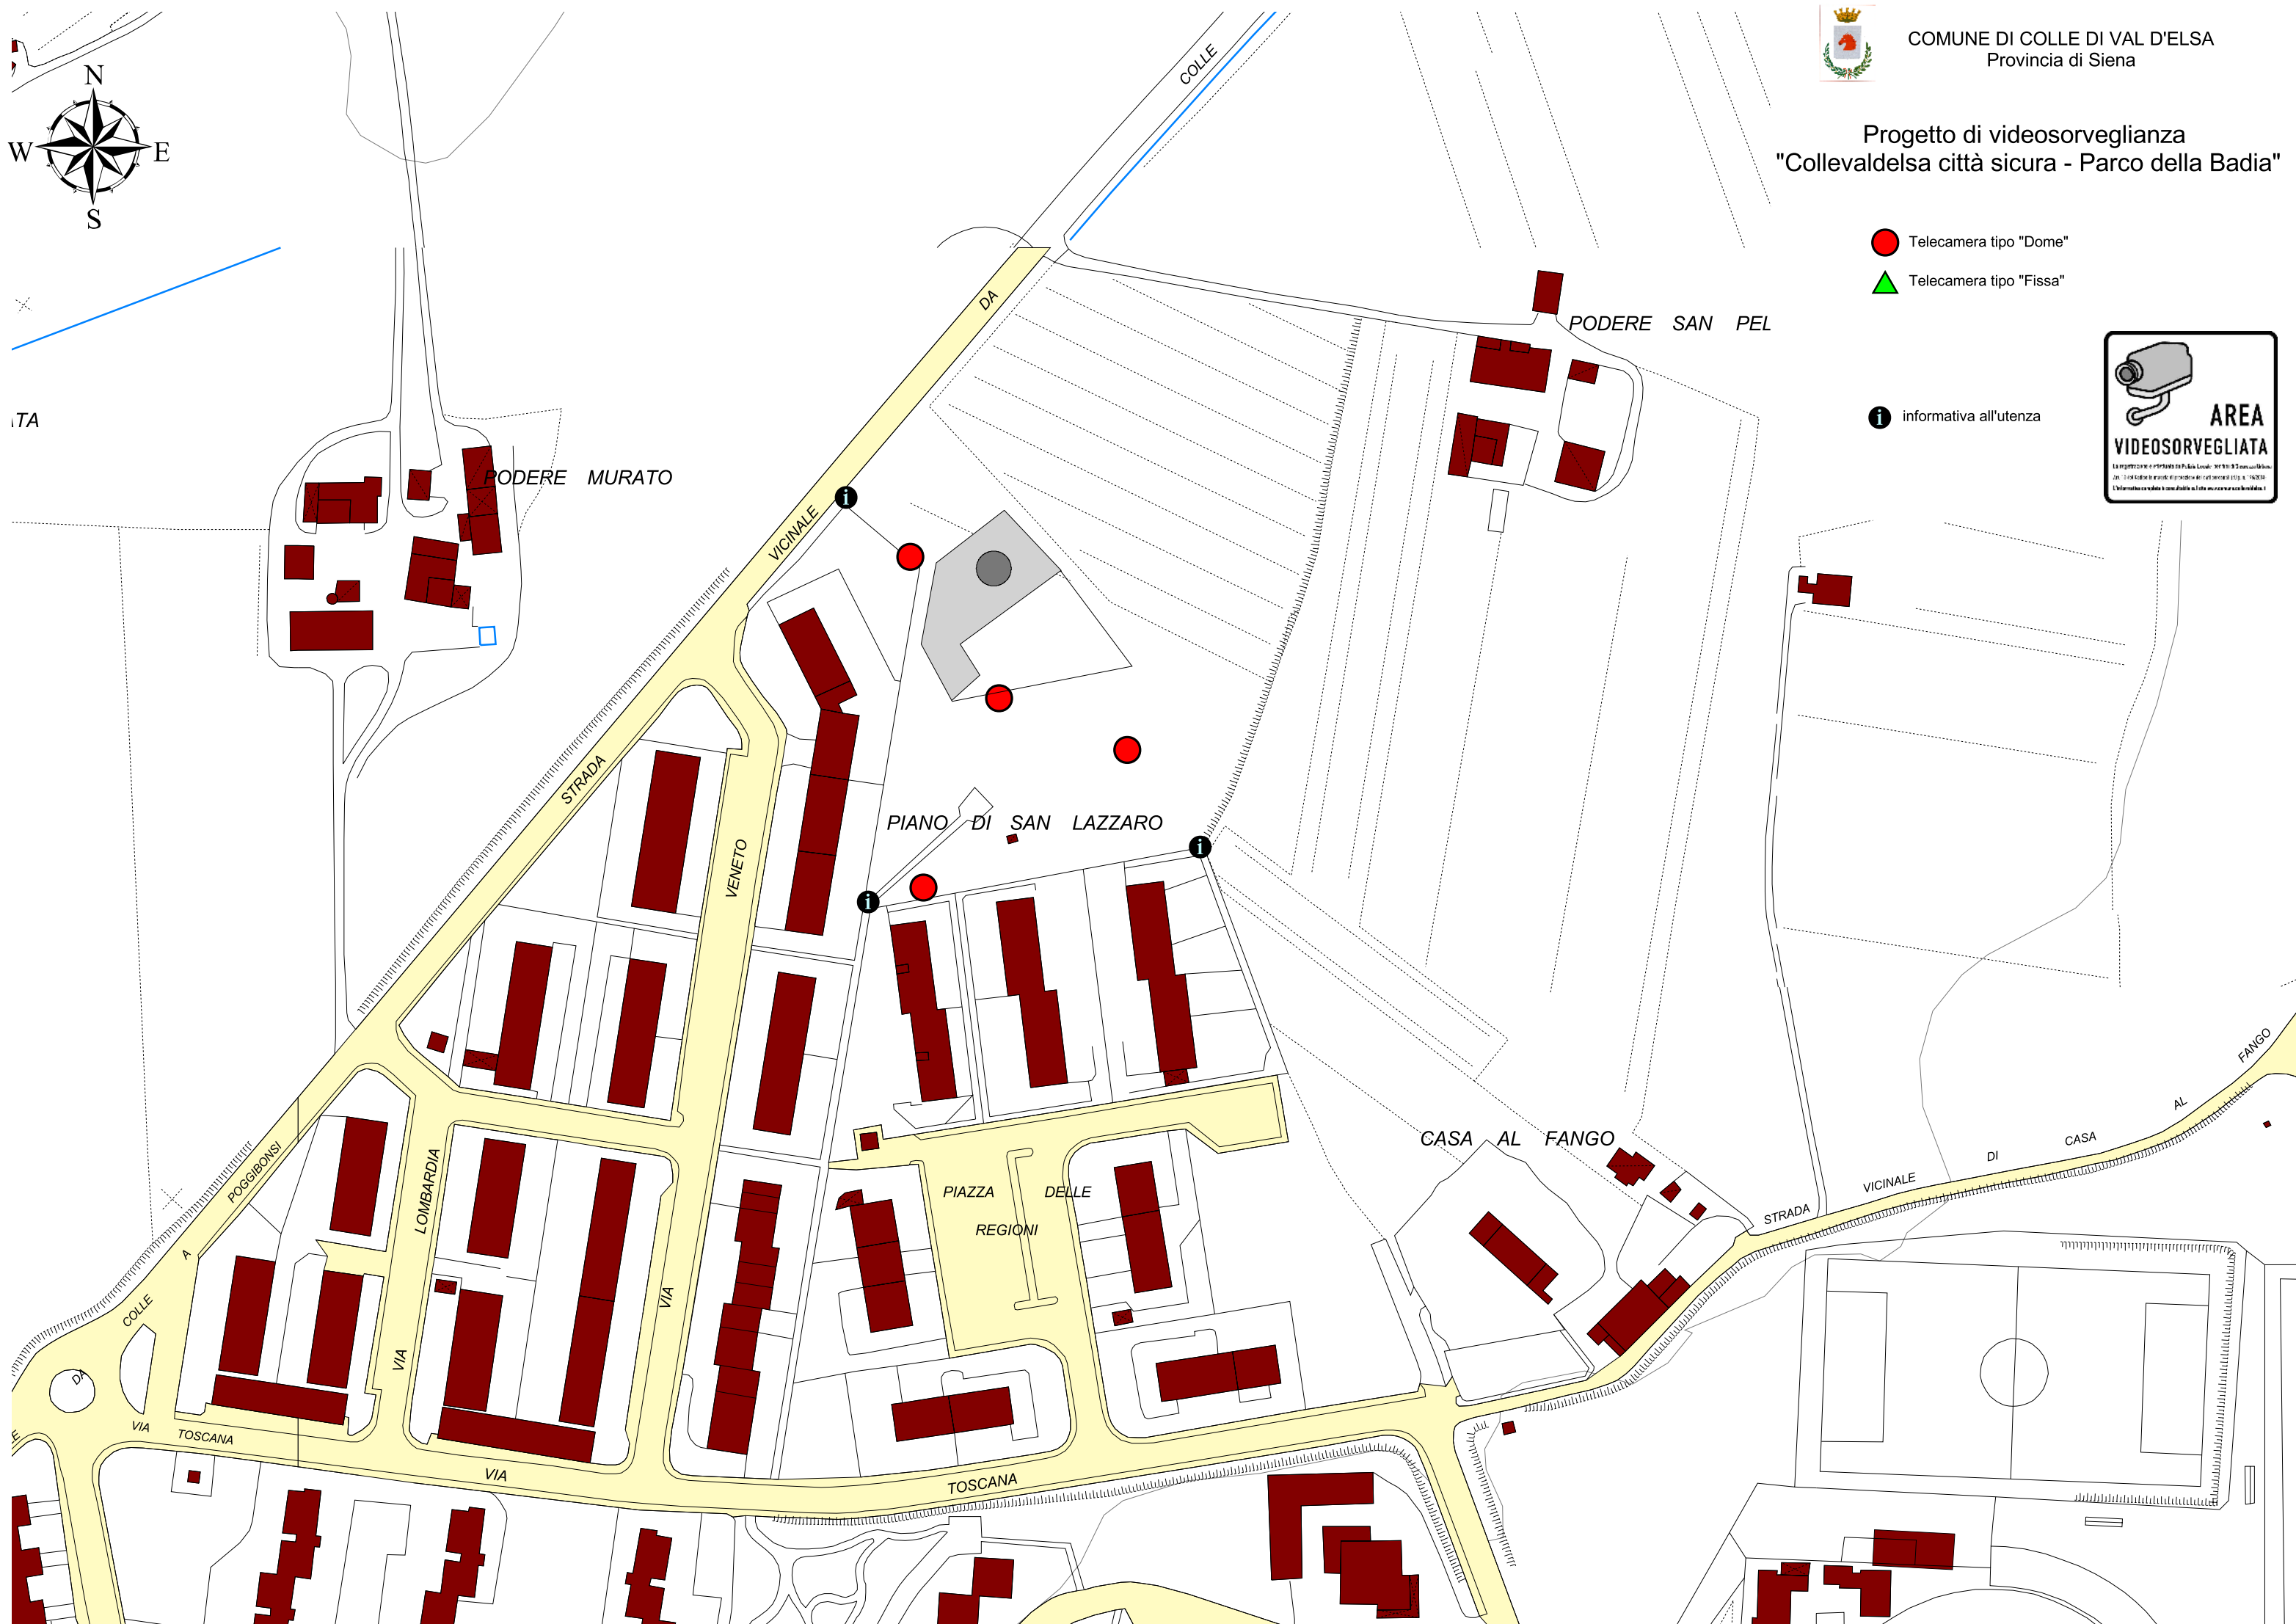 COMUNE DI COLLE DI VAL D'ELSA
Provincia di Siena
Progetto di videosorveglianza
"Collevaldelsa città sicura - Parco della Badia"
Telecamera tipo "Dome"
Telecamera tipo "Fissa"
i informativa all'utenza
AREA
VIDEOSORVEGLIATA
N
W E
S
COLLE
DA
PODERE SAN PEL
PODERE MURATO
VICINALE
i
STRADA
VENETO
PIANO DI SAN LAZZARO
i
i
FANGO
AL
CASA
DI
VICINALE
STRADA
CASA AL FANGO
POGGIBONSI
LOMBARDIA
PIAZZA DELLE
REGIONI
A
COLLE
VIA
VIA
DA
VIA TOSCANA
VIA
TOSCANA